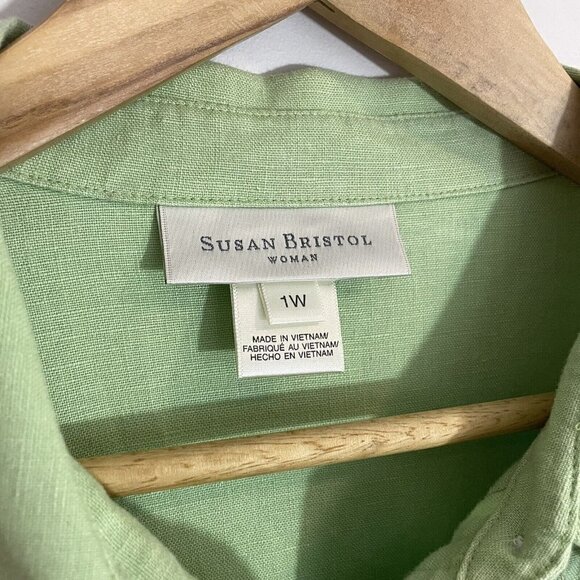 SUSAN BRISTOL
WOMAN
1W
MADE IN VIETNAM/
FABRIQUÉ AU VIETNAM/
HECHO EN VIETNAM